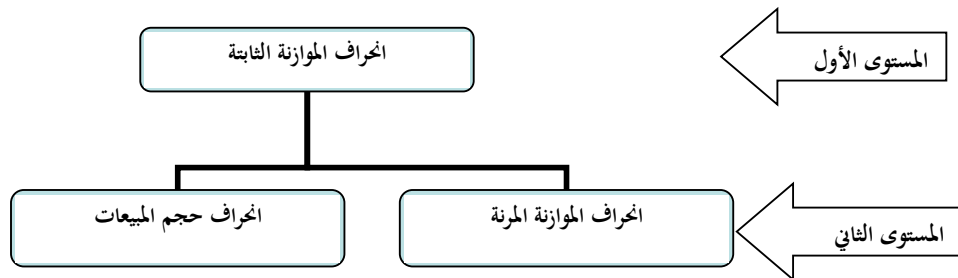 المستوى الأول
انحراف الموازنة الثابتة
المستوى الثاني
انحراف الموازنة المرنة
انحراف حجم المبيعات